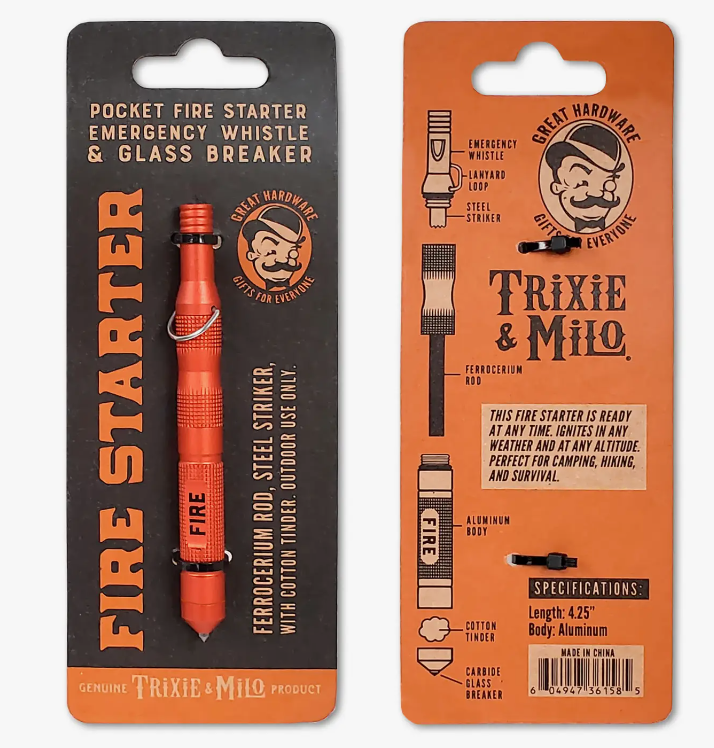 POCKET FIRE STARTER
EMERGENCY WHISTLE
& GLASS BREAKER
FIRE STARTER
GREAT HARDWARE
GIFTS FOR EVERYONE
FIRE
FERROCERIUM ROD, STEEL STRIKER,
WITH COTTON TINDER. OUTDOOR USE ONLY.
GENUINE TRIXIE & MILO PRODUCT
GREAT HARDWARE
GIFTS EVERYONE
EMERGENCY
WHISTLE
LANYARD
LOOP
STEEL
STRIKER
TRIXIE
& MILO.
FERROCERIUM
ROD
THIS FIRE STARTER IS READY
AT ANY TIME. IGNITES IN ANY
WEATHER AND AT ANY ALTITUDE.
PERFECT FOR CAMPING, HIKING,
AND SURVIVAL.
FIRE
ALUMINUM
BODY
SPECIFICATIONS:
Length: 4.25"
Body: Aluminum
COTTON
TINDER
CARBIDE
GLASS
BREAKER
MADE IN CHINA
6 04947 36158 5